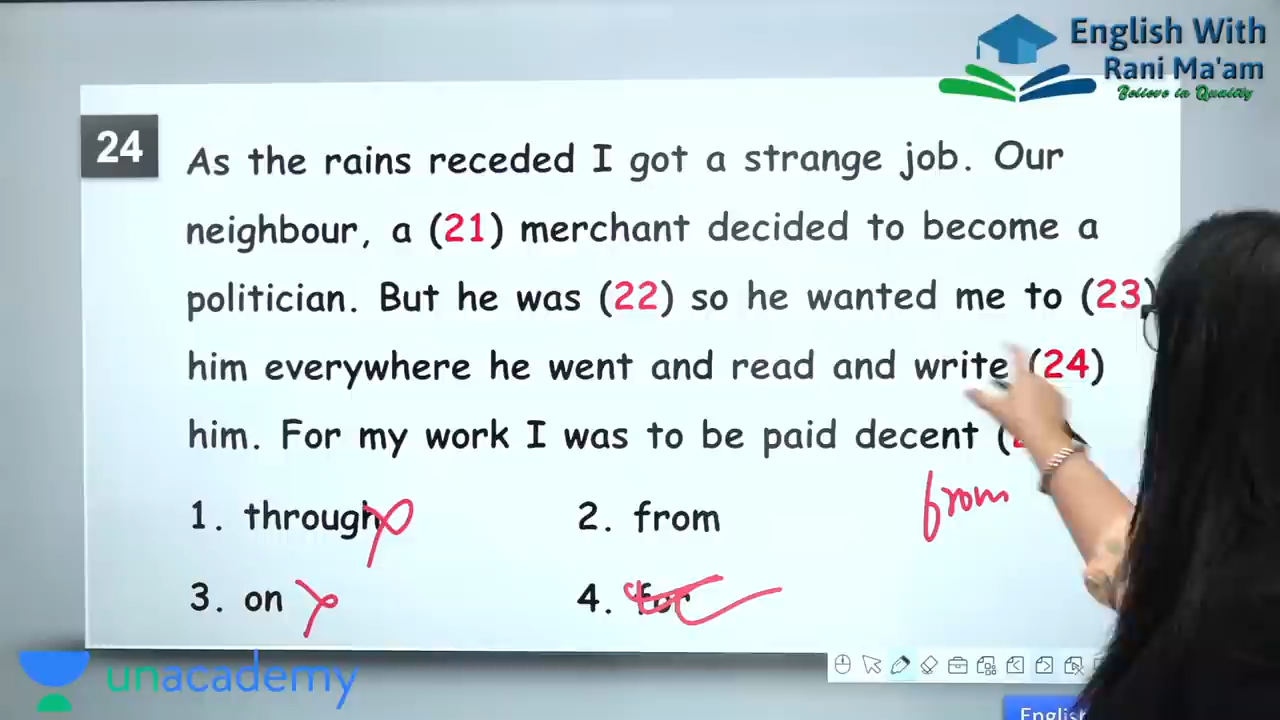 English With
Rani Ma'am
Believe in Quality
24
As the rains receded I got a strange job. Our
neighbour, a (21) merchant decided to become a
politician. But he was (22) so he wanted me to (23)
him everywhere he went and read and write (24)
him. For my work I was to be paid decent (
1. through
2. from
from
3. on
4. for
unacademy
English